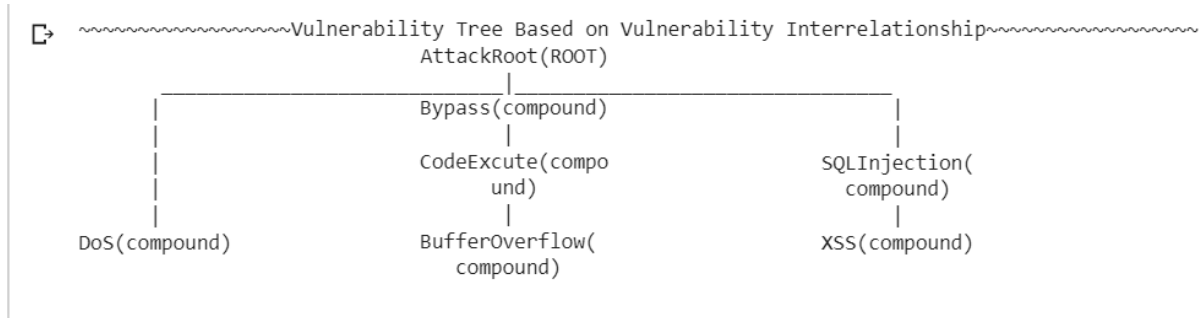 ~~~~~~~~~~~~~~~~~~Vulnerability Tree Based on Vulnerability Interrelationship~~~~~~~~~~~~~~~~~~
AttackRoot(ROOT)
Bypass(compound)
CodeExcute(compo
und)
SQLInjection(
compound)
DoS(compound)
BufferOverflow(
compound)
XSS(compound)